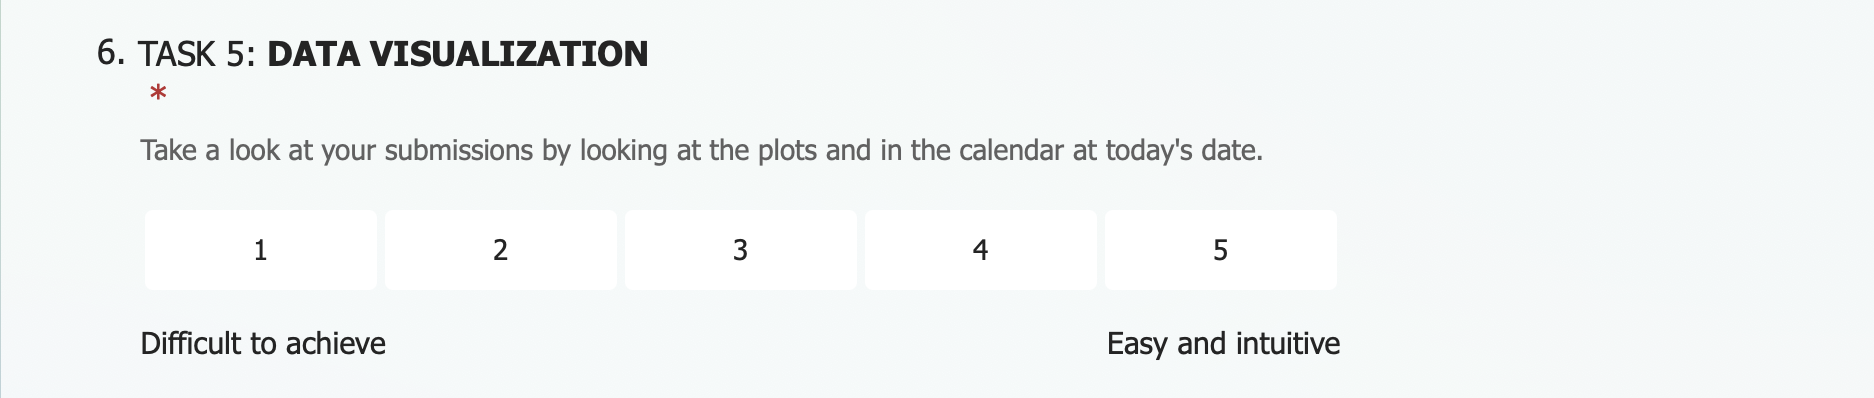 6. TASK 5: DATA VISUALIZATION
*
Take a look at your submissions by looking at the plots and in the calendar at today's date.
1 2 3 4 5
Difficult to achieve Easy and intuitive